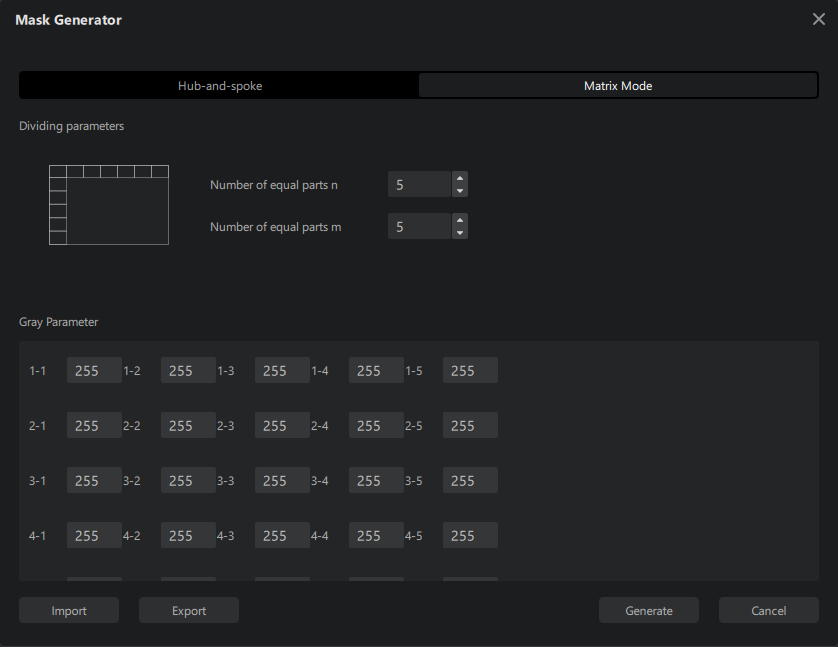 Mask Generator
Hub-and-spoke Matrix Mode
Dividing parameters
Number of equal parts n 5
Number of equal parts m 5
Gray Parameter
1-1 255 1-2 255 1-3 255 1-4 255 1-5 255
2-1 255 2-2 255 2-3 255 2-4 255 2-5 255
3-1 255 3-2 255 3-3 255 3-4 255 3-5 255
4-1 255 4-2 255 4-3 255 4-4 255 4-5 255
Import Export Generate Cancel